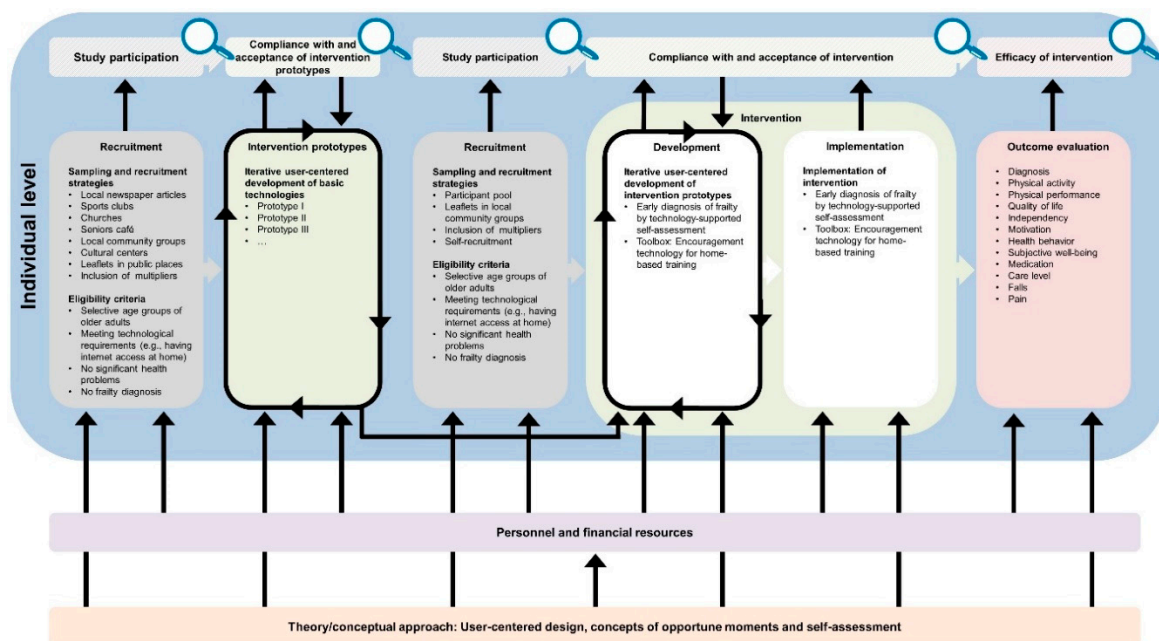 Individual level
Study participation
Compliance with and
acceptance of intervention
prototypes
Study participation
Compliance with and acceptance of intervention
Efficacy of intervention
Recruitment
Sampling and recruitment
strategies
• Local newspaper articles
• Sports clubs
• Churches
• Seniors café
• Local community groups
• Cultural centers
• Leaflets in public places
• Inclusion of multipliers
Eligibility criteria
• Selective age groups of
older adults
• Meeting technological
requirements (e.g., having
internet access at home)
• No significant health
problems
• No frailty diagnosis
Intervention prototypes
Iterative user-centered
development of basic
technologies
• Prototype I
• Prototype II
• Prototype III
• …
Recruitment
Sampling and recruitment
strategies
• Participant pool
• Leaflets in local
community groups
• Inclusion of multipliers
• Self-recruitment
Eligibility criteria
• Selective age groups of
older adults
• Meeting technological
requirements (e.g., having
internet access at home)
• No significant health
problems
• No frailty diagnosis
Intervention
Development
Iterative user-centered
development of
intervention prototypes
• Early diagnosis of frailty
by technology-supported
self-assessment
• Toolbox: Encouragement
technology for home-
based training
Implementation
Implementation of
intervention
• Early diagnosis of frailty
by technology-supported
self-assessment
• Toolbox: Encouragement
technology for home-
based training
Outcome evaluation
• Diagnosis
• Physical activity
• Physical performance
• Quality of life
• Independency
• Motivation
• Health behavior
• Subjective well-being
• Medication
• Care level
• Falls
• Pain
Personnel and financial resources
Theory/conceptual approach: User-centered design, concepts of opportune moments and self-assessment